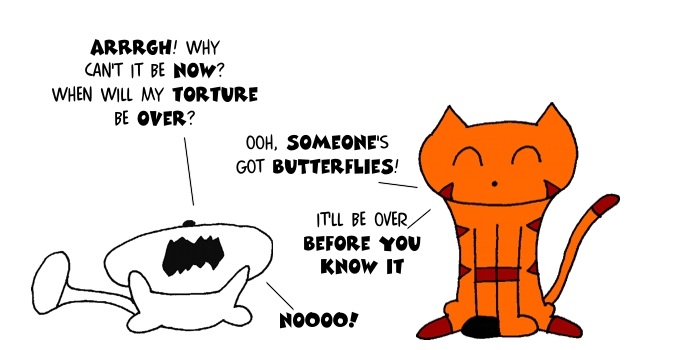 ARRRGH! WHY
CAN'T IT BE NOW?
WHEN WILL MY TORTURE
BE OVER?
OOH, SOMEONE'S
GOT BUTTERFLIES!
IT'LL BE OVER
BEFORE YOU
KNOW IT
NOOOO!